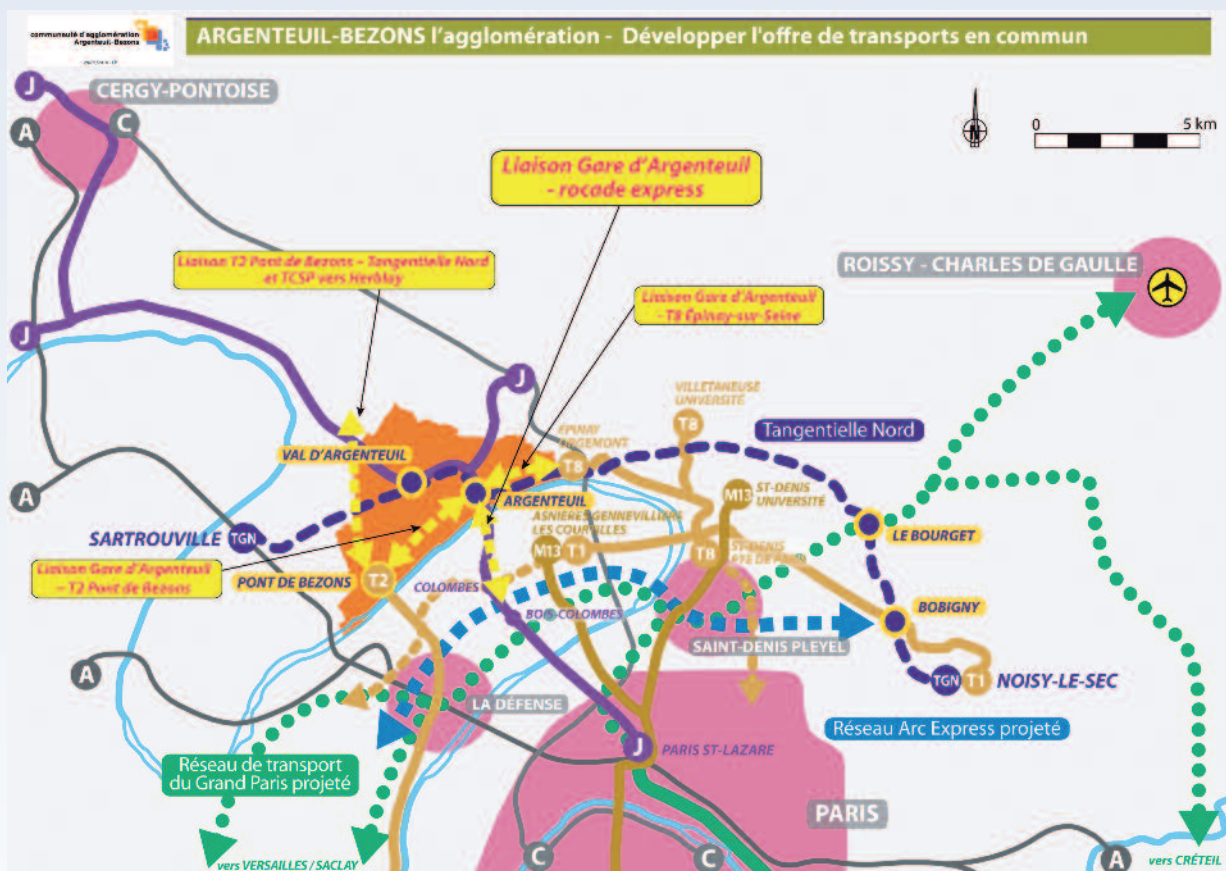 communauté d'agglomération
Argenteuil-Bezons
ARGENTEUIL-BEZONS l'agglomération - Développer l'offre de transports en commun
J
CERGY-PONTOISE
A
C
N
0
5 km
Liaison Gare d'Argenteuil
- rocade express
Liaison T2 Pont de Bezons – Tangentielle Nord
et TCSP vers Herblay
ROISSY - CHARLES DE GAULLE
Liaison Gare d'Argenteuil
- T8 Épinay-sur-Seine
J
J
VILLETANEUSE
UNIVERSITÉ
T8
Tangentielle Nord
ÉPINAY
ORGEMONT
T8
VAL D'ARGENTEUIL
A
ARGENTEUIL
M13
ST-DENIS
UNIVERSITÉ
ASNIÈRES GENNEVILLIERS
LES COURTILLES
M13
T1
T8
ST-DENIS
LE BOURGET
SARTROUVILLE
TGN
Liaison Gare d'Argenteuil
– T2 Pont de Bezons
PONT DE BEZONS
T2
COLOMBES
BOIS-COLOMBES
BOBIGNY
SAINT-DENIS PLEYEL
A
TGN
T1
NOISY-LE-SEC
LA DÉFENSE
Réseau Arc Express projeté
J
PARIS ST-LAZARE
Réseau de transport
du Grand Paris projeté
PARIS
vers VERSAILLES / SACLAY
C
C
A
vers CRÉTEIL